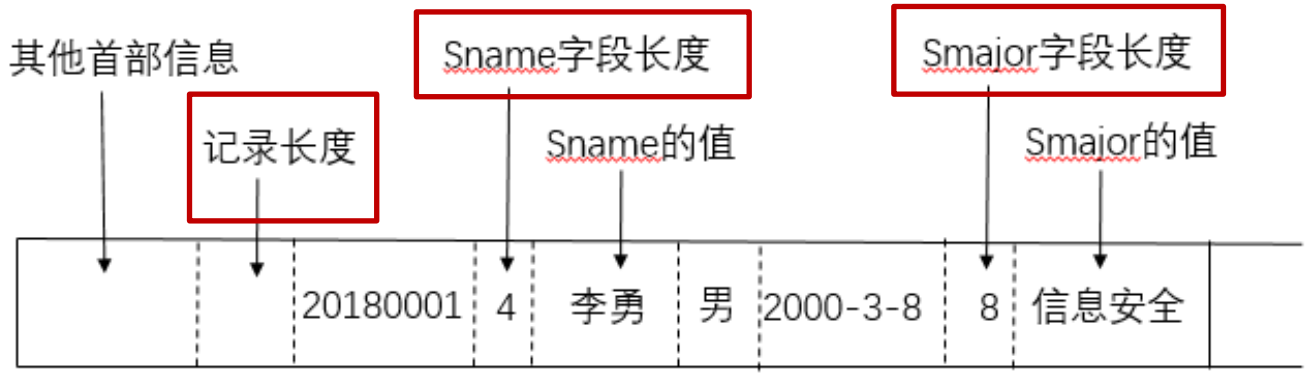 其他首部信息
Sname字段长度
Smajor字段长度
记录长度
Sname的值
Smajor的值
20180001 4 李勇 男 2000-3-8 8 信息安全